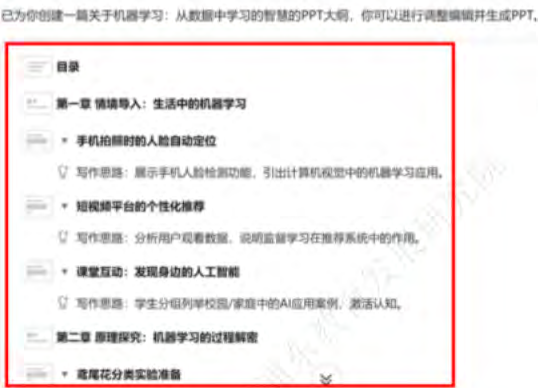 已为你创建一篇关于机器学习：从数据中学习的智慧的PPT大纲，你可以进行调整编辑并生成PPT。
目录
第一章 情境导入：生活中的机器学习
手机拍照时的人脸自动定位
写作思路：展示手机人脸检测功能，引出计算机视觉中的机器学习应用。
短视频平台的个性化推荐
写作思路：分析用户观看数据，说明监督学习在推荐系统中的作用。
课堂互动：发现身边的人工智能
写作思路：学生分组列举校园/家庭中的AI应用案例，激活认知。
第二章 原理探究：机器学习的过程解密
鸢尾花分类实验准备